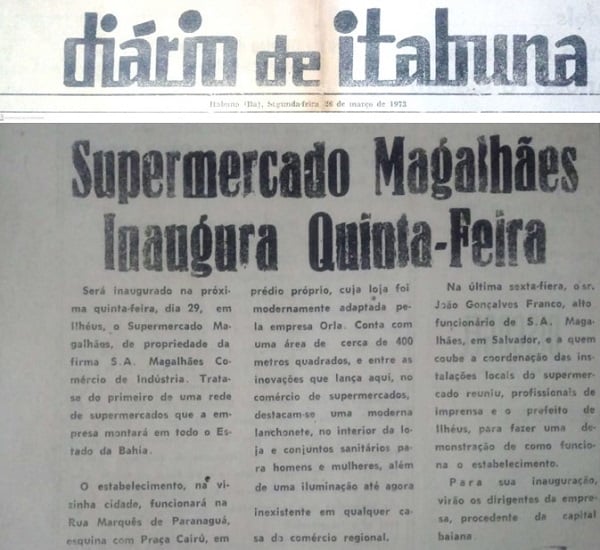 diário de itabuna
Itabuna (Ba), Segunda-feira 26 de março de 1973
Supermercado Magalhães
Inaugura Quinta-Feira
Será inaugurado na próxi-
ma quinta-feira, dia 29, em
Ilhéus, o Supermercado Ma-
galhães, de propriedade da
firma S.A. Magalhães Co-
mércio de Indústria. Trata-
se do primeiro de uma rede
de supermercados que a em-
presa montará em todo o Es-
tado da Bahia.
O estabelecimento, na vi-
zinha cidade, funcionará na
Rua Marquês de Paranaguá,
esquina com Praça Cairú, em
prédio próprio, cuja loja foi
modernamente adaptada pe-
la empresa Orla. Conta com
uma área de cerca de 400
metros quadrados, e entre as
inovações que lança aqui, no
comércio de supermercados,
destacam-se uma moderna
lanchonete, no interior da lo-
ja e conjuntos sanitários pa-
ra homens e mulheres, além
de uma iluminação até agora
inexistente em qualquer ca-
sa do comércio regional.
Na última sexta-fiera, o sr.
João Gonçalvos Franco, alto
funcionário de S.A. Maga-
lhães, em Salvador, e a quem
coube a coordenação das ins-
talações locais do supermer-
cado reuniu, profissionais de
imprensa e o prefeito de
Ilhéus, para fazer uma de-
monstração de como funcio-
na o estabelecimento.
Para sua inauguração,
virão os dirigentes da empre-
sa, procedente da capital
baiana.